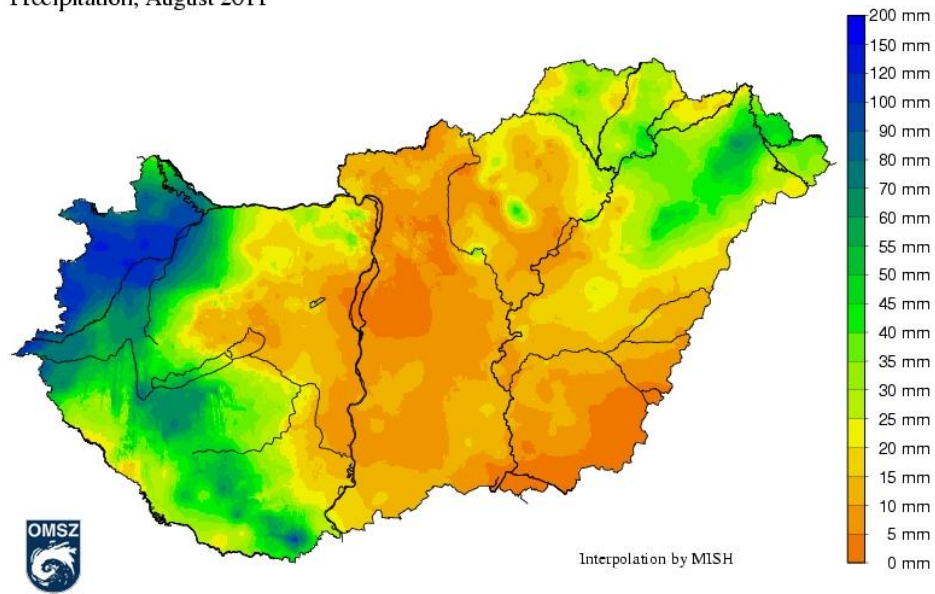 Precipitation, August 2011
200 mm
150 mm
120 mm
100 mm
90 mm
80 mm
70 mm
60 mm
55 mm
50 mm
45 mm
40 mm
35 mm
30 mm
25 mm
20 mm
15 mm
10 mm
5 mm
0 mm
OMSZ
Interpolation by MISH